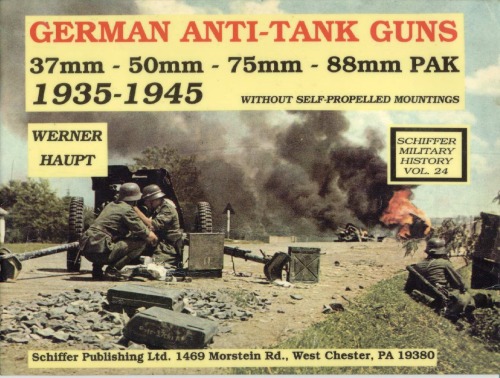 GERMAN ANTI-TANK GUNS
37mm - 50mm - 75mm - 88mm PAK
1935-1945
WITHOUT SELF-PROPELLED MOUNTINGS
WERNER
HAUPT
SCHIFFER
MILITARY
HISTORY
VOL. 24
Schiffer Publishing Ltd. 1469 Morstein Rd., West Chester, PA 19380